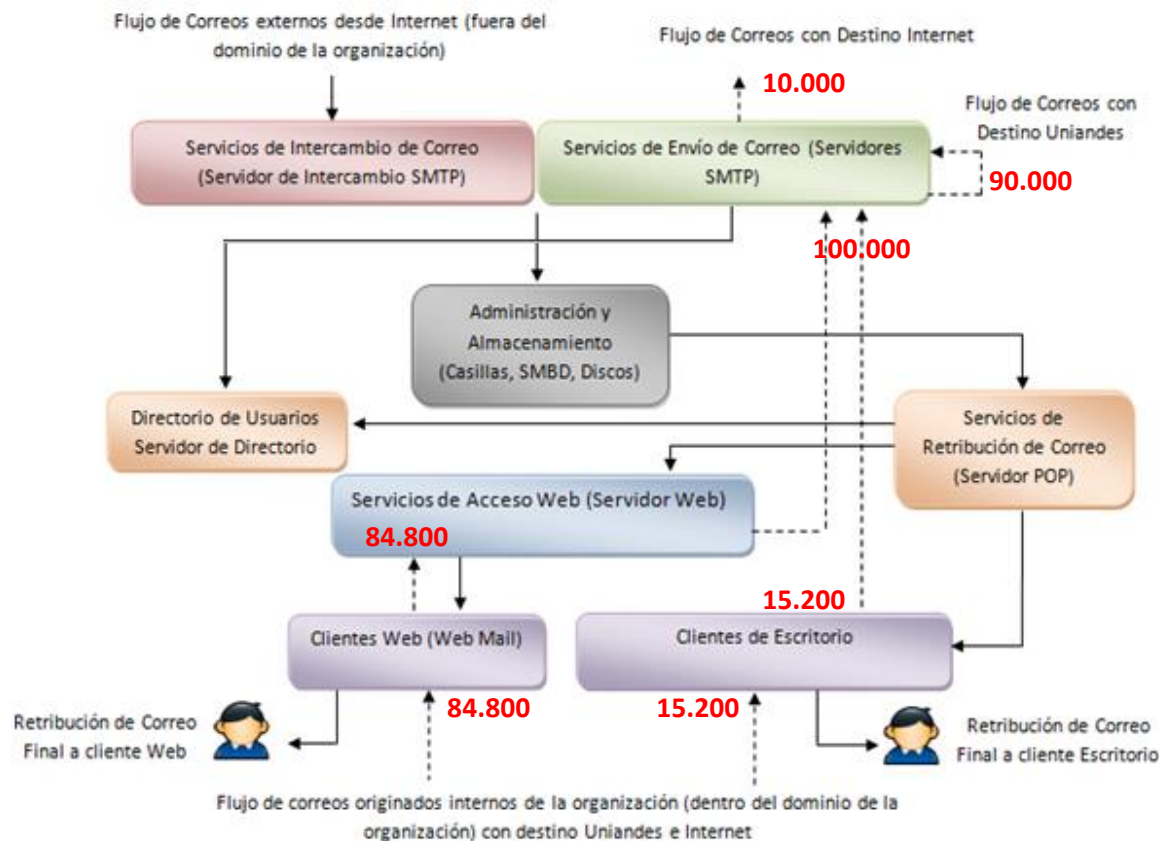 Flujo de Correos externos desde Internet (fuera del
dominio de la organización)
Flujo de Correos con Destino Internet
10.000
Flujo de Correos con
Destino Uniandes
90.000
Servicios de Intercambio de Correo
(Servidor de Intercambio SMTP)
Servicios de Envío de Correo (Servidores
SMTP)
100.000
Administración y
Almacenamiento
(Casillas, SMBD, Discos)
Directorio de Usuarios
Servidor de Directorio
Servicios de
Retribución de Correo
(Servidor POP)
Servicios de Acceso Web (Servidor Web)
84.800
15.200
Clientes Web (Web Mail)
Clientes de Escritorio
84.800
15.200
Retribución de Correo
Final a cliente Web
Retribución de Correo
Final a cliente Escritorio
Flujo de correos originados internos de la organización (dentro del dominio de la
organización) con destino Uniandes e Internet